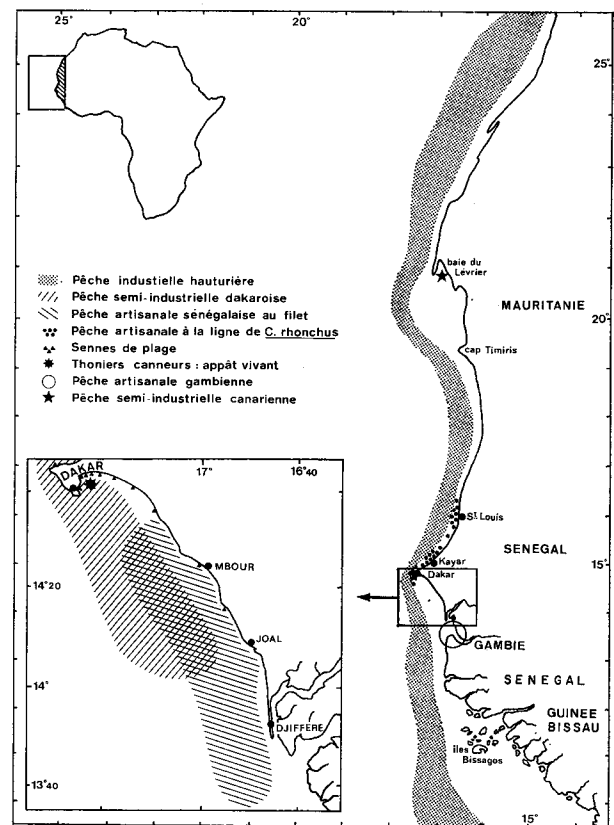 25°
20°
25°
baie du
Lévrier
Pêche industielle hauturière
Pêche semi-industrielle dakaroise
Pêche artisanale sénégalaise au filet
Pêche artisanale à la ligne de C. rhonchus
Sennes de plage
Thoniers canneurs : appât vivant
Pêche artisanale gambienne
Pêche semi-industrielle canarienne
MAURITANIE
20°
cap Timiris
17°
16°40
DAKAR
MBOUR
14°20
JOAL
14°
DJIFFERE
13°40
St Louis
SENEGAL
Kayar
15°
Dakar
GAMBIE
SENEGAL
GUINEE
BISSAU
îles
Bissagos
15°